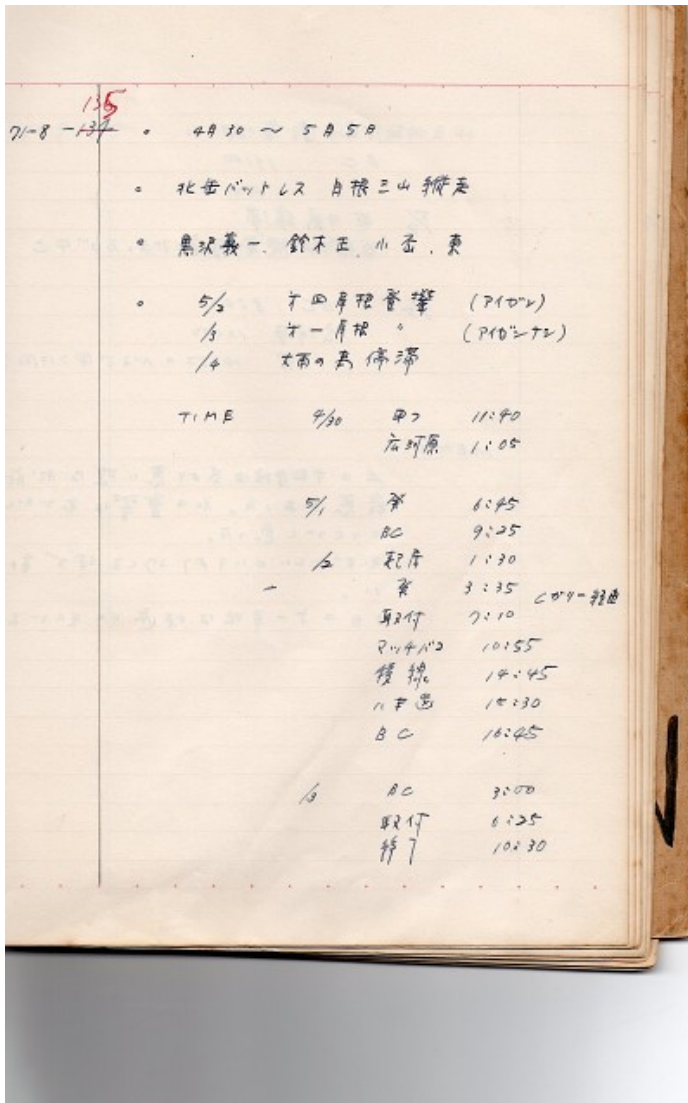 135
71-8-134 ・ 4月30 〜 5月5日
・ 北岳バットレス 白根三山縦走
・ 黒沢義一、鈴木正、小
・ 5/2 才四尾根登攀 (アイゼン)
/3 才一尾根 〃 (アイゼンナシ)
/4 大雨の為停滞
TIME 4/30 甲フ 11:40
広河原 1:05
5/1 発 6:45
BC 9:25
/2 起床 1:30
発 3:35 Cガリー経由
取付 7:10
マッチバコ 10:55
稜線 14:45
八本歯 15:30
BC 16:45
/3 BC 3:00
取付 6:25
終了 10:30